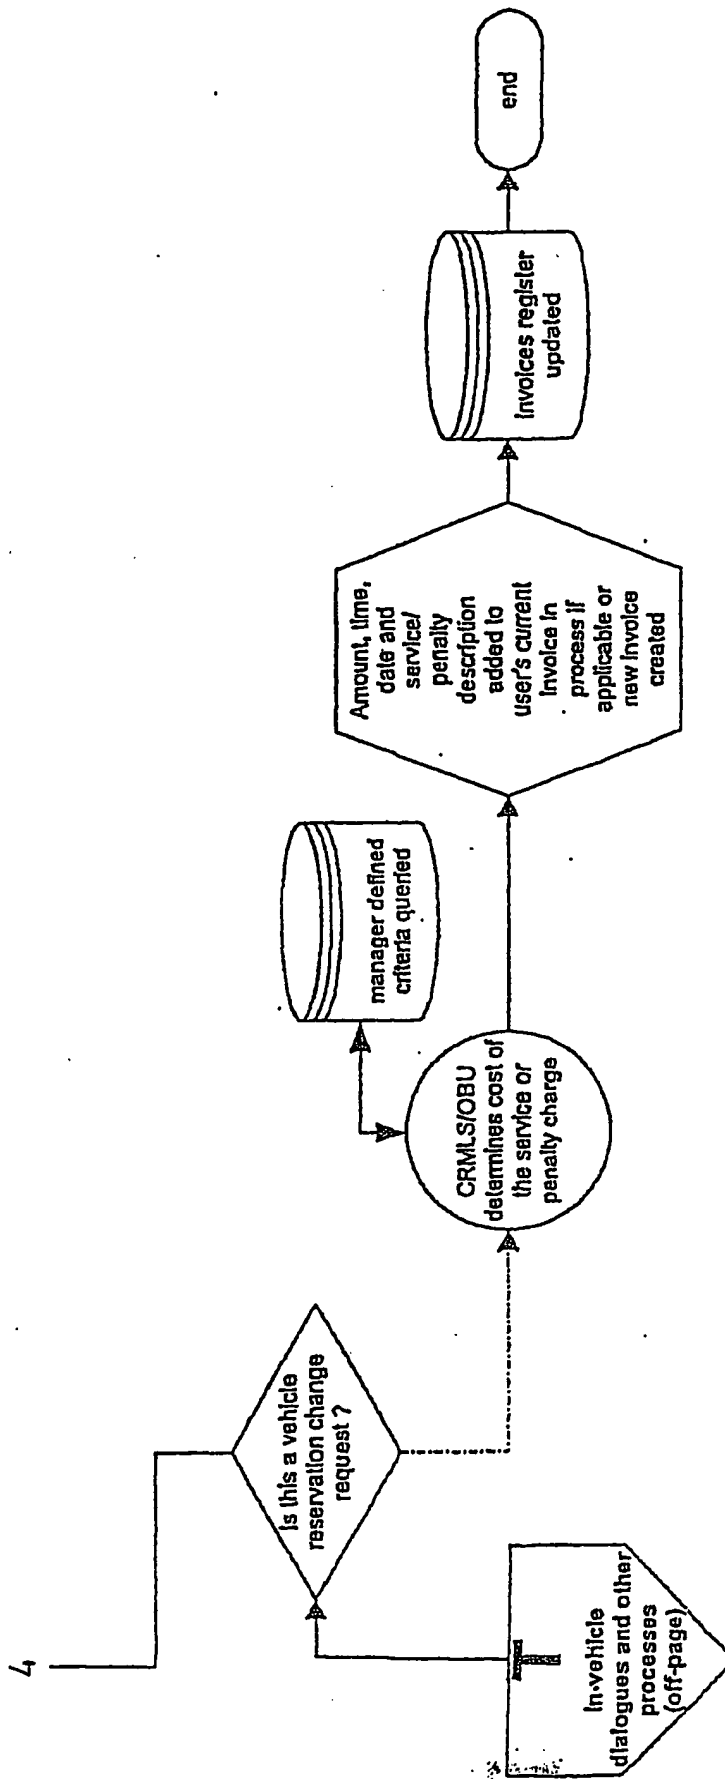 4
Is this a vehicle
reservation change
request ?
T
In-vehicle
dialogues and other
processes
(off-page)
CRMLS/OBU
determines cost of
the service or
penalty charge
manager defined
criteria queried
Amount, time,
date and
service/
penalty
description
added to
user's current
invoice in
process if
applicable or
new invoice
created
Invoices register
updated
end